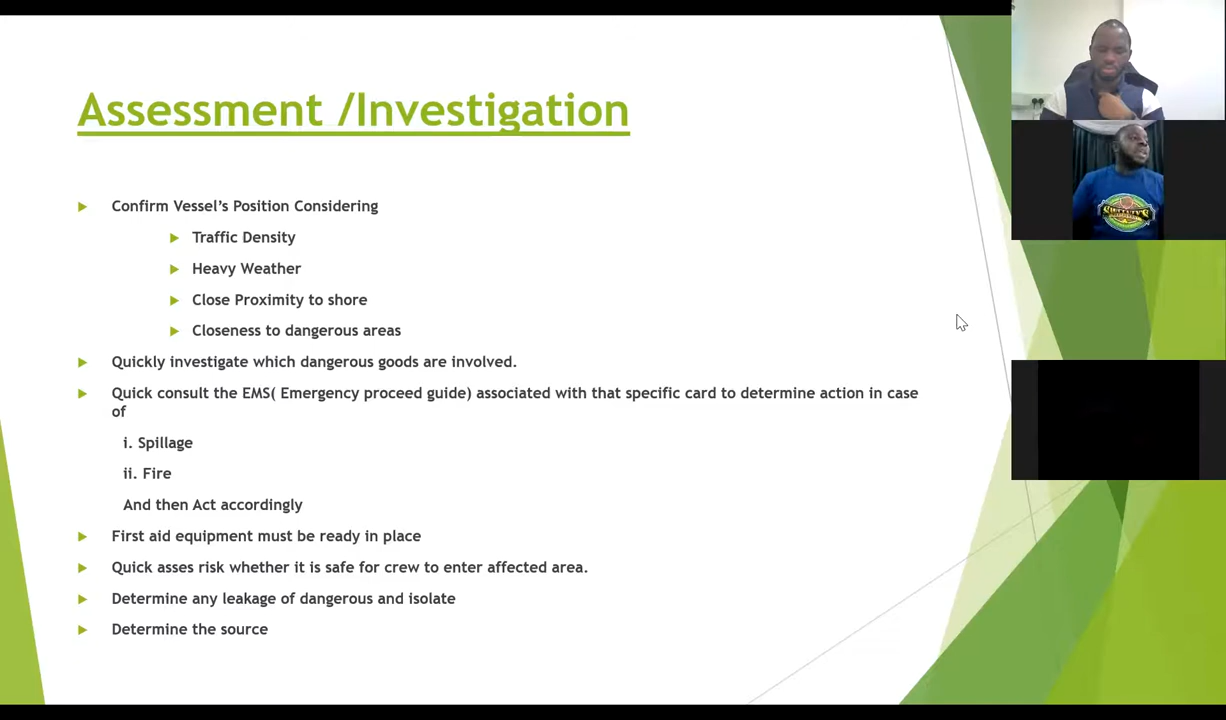 Assessment /Investigation
Confirm Vessel's Position Considering
Traffic Density
Heavy Weather
Close Proximity to shore
Closeness to dangerous areas
Quickly investigate which dangerous goods are involved.
Quick consult the EMS( Emergency proceed guide) associated with that specific card to determine action in case
of
i. Spillage
ii. Fire
And then Act accordingly
First aid equipment must be ready in place
Quick asses risk whether it is safe for crew to enter affected area.
Determine any leakage of dangerous and isolate
Determine the source